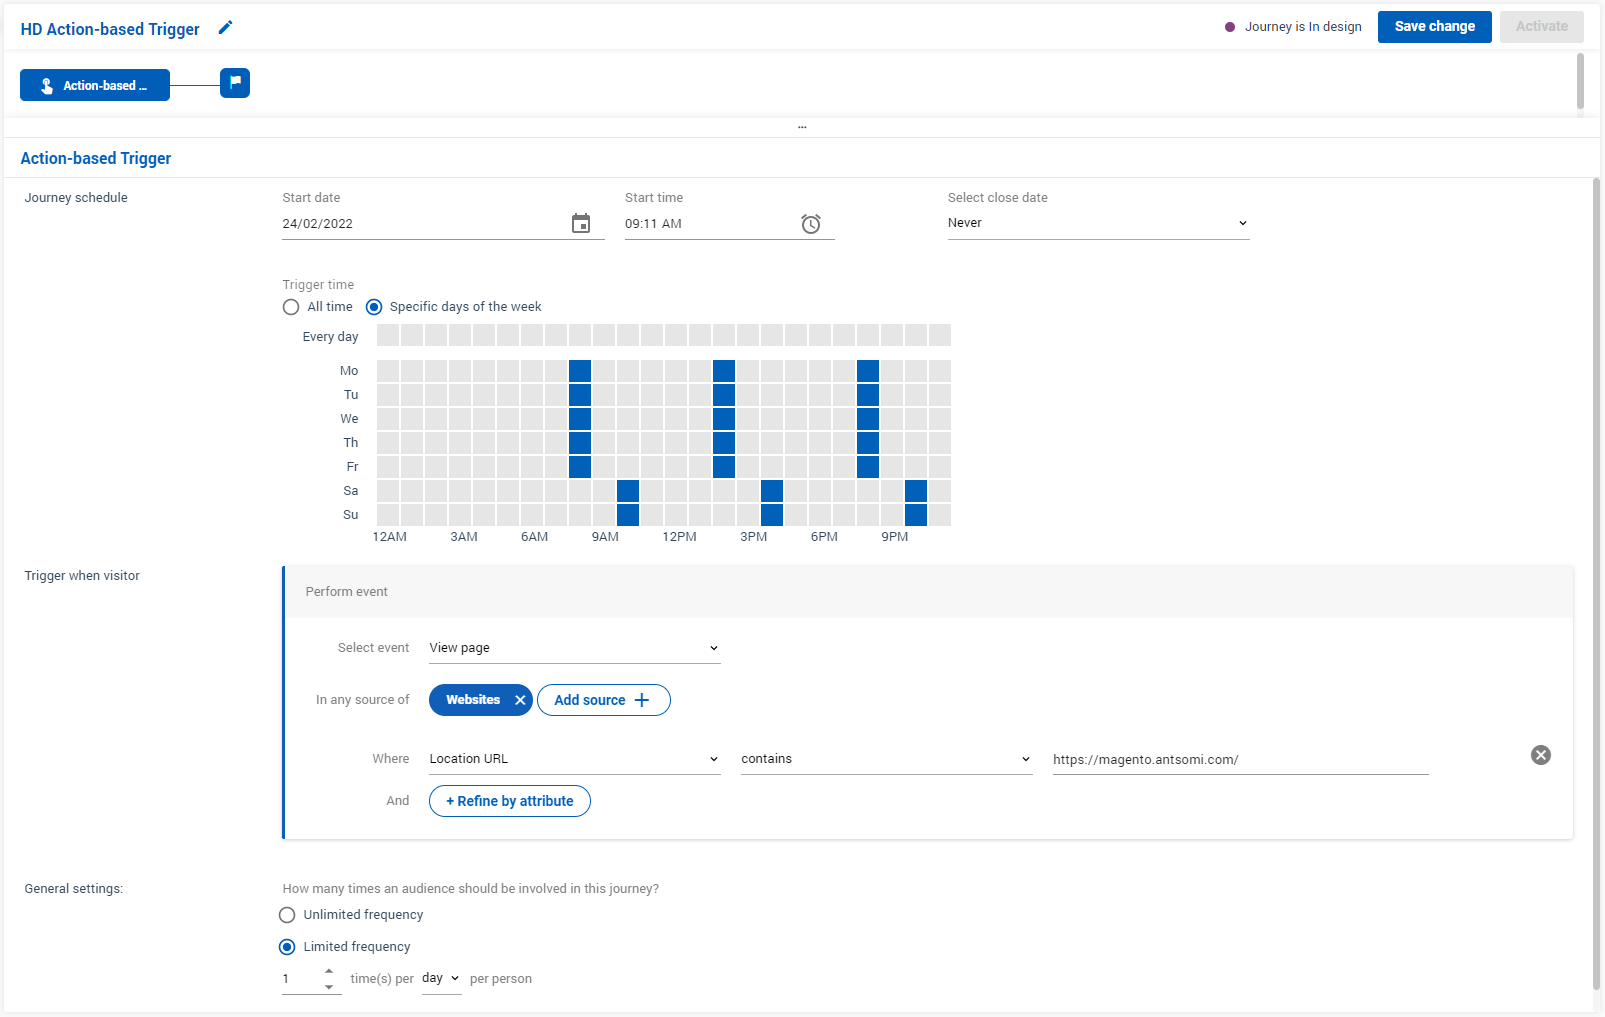 HD Action-based Trigger
Journey is In design
Save change
Activate
Action-based ...
...
Action-based Trigger
Journey schedule
Start date
Start time
Select close date
24/02/2022
09:11 AM
Never
Trigger time
All time
Specific days of the week
Every day
Mo
Tu
We
Th
Fr
Sa
Su
12AM 3AM 6AM 9AM 12PM 3PM 6PM 9PM
Trigger when visitor
Perform event
Select event View page
In any source of Websites Add source +
Where Location URL contains https://magento.antsomi.com/
And + Refine by attribute
General settings:
How many times an audience should be involved in this journey?
Unlimited frequency
Limited frequency
1 time(s) per day per person